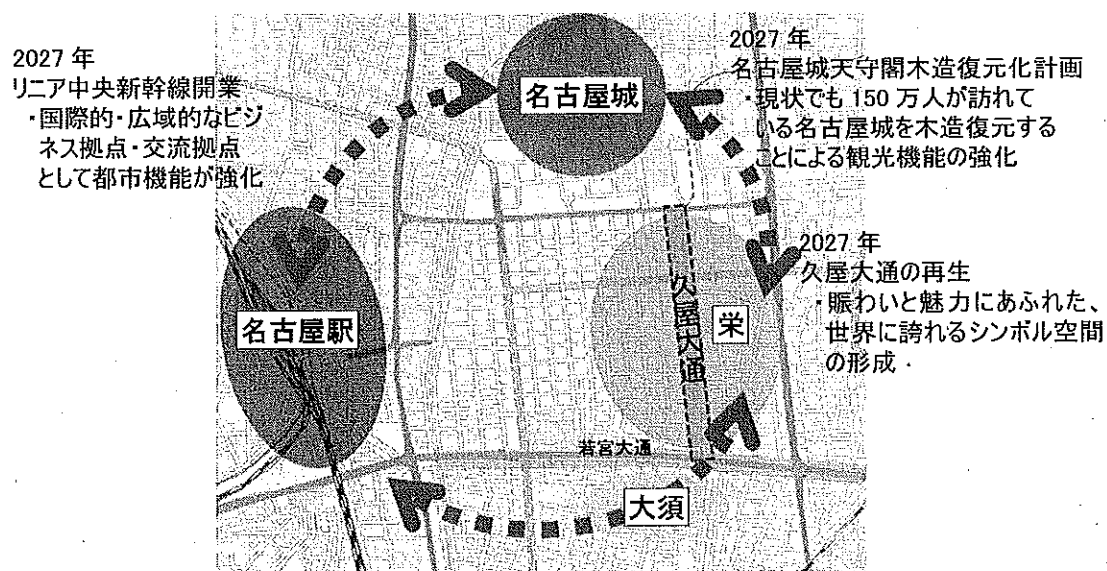 2027 年
リニア中央新幹線開業
・国際的・広域的なビジ
ネス拠点・交流拠点
として都市機能が強化
名古屋城
2027 年
名古屋城天守閣木造復元化計画
・現状でも 150 万人が訪れて
いる名古屋城を木造復元する
ことによる観光機能の強化
2027 年
久屋大通の再生
・賑わいと魅力にあふれた、
世界に誇れるシンボル空間
の形成
名古屋駅
久屋大通
栄
若宮大通
大須